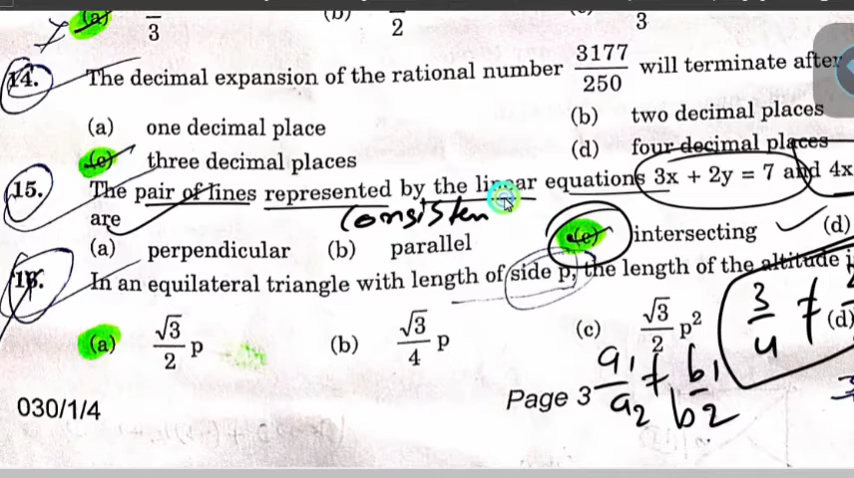 (a) 3 (b) 2 3
14. The decimal expansion of the rational number 3177/250 will terminate after
(a) one decimal place (b) two decimal places
(c) three decimal places (d) four decimal places
15. The pair of lines represented by the linear equations 3x + 2y = 7 and 4x
are
Consisten
(a) perpendicular (b) parallel (c) intersecting (d)
16. In an equilateral triangle with length of side p, the length of the altitude i
(a) √3/2 p (b) √3/4 p (c) √3/2 p² (d)
3/4 ≠
a1/a2 ≠ b1/b2
030/1/4 Page 3